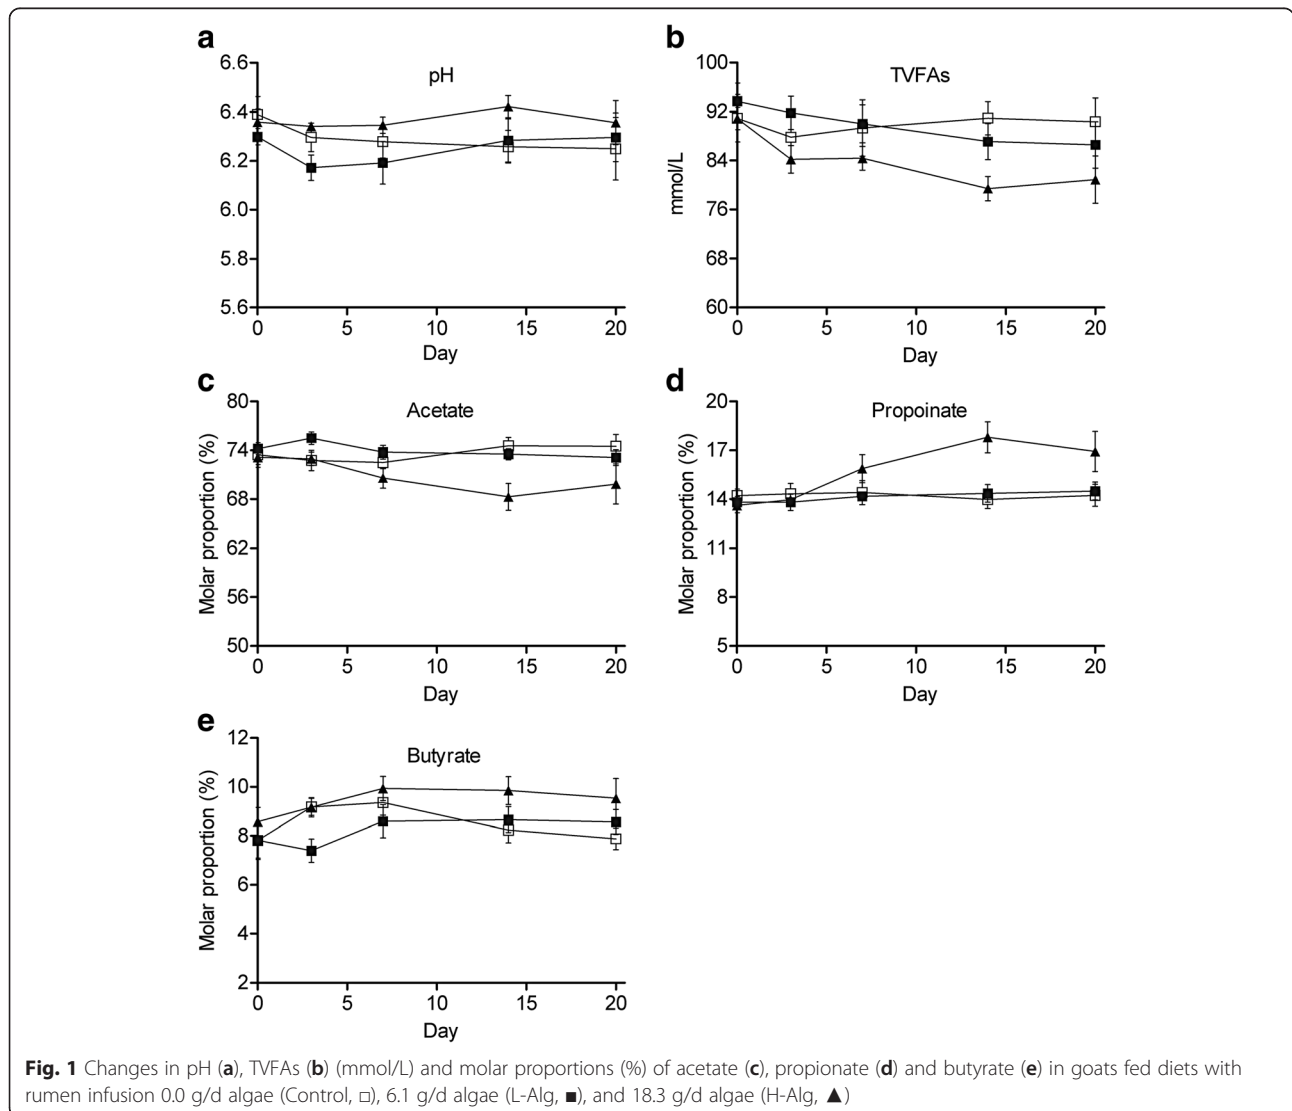 a
pH
6.6
6.4
6.2
6.0
5.8
5.6
0 5 10 15 20
Day
b
TVFAs
mmol/L
100
92
84
76
68
60
0 5 10 15 20
Day
c
Acetate
Molar proportion (%)
80
74
68
62
56
50
0 5 10 15 20
Day
d
Propoinate
Molar proportion (%)
20
17
14
11
8
5
0 5 10 15 20
Day
e
Butyrate
Molar proportion (%)
12
10
8
6
4
2
0 5 10 15 20
Day
Fig. 1 Changes in pH (a), TVFAs (b) (mmol/L) and molar proportions (%) of acetate (c), propionate (d) and butyrate (e) in goats fed diets with
rumen infusion 0.0 g/d algae (Control, □), 6.1 g/d algae (L-Alg, ■), and 18.3 g/d algae (H-Alg, ▲)